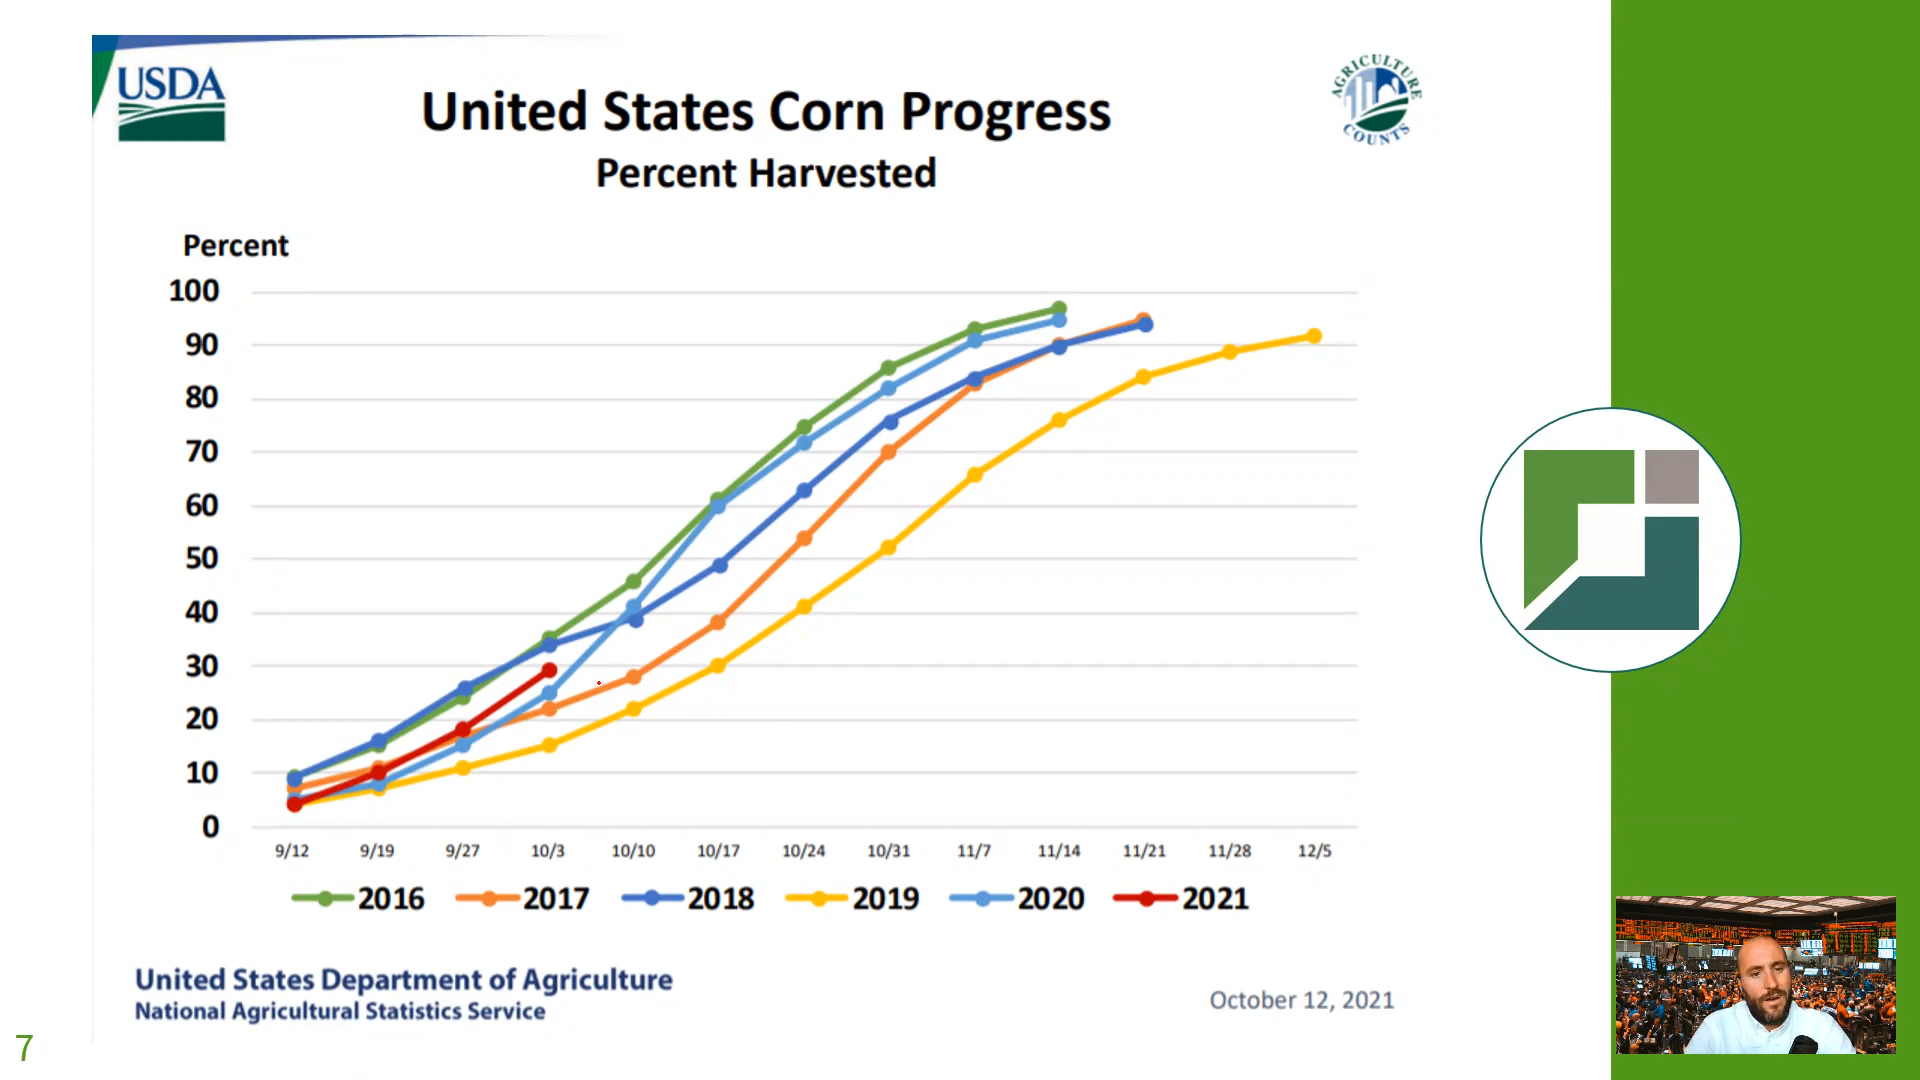 USDA
AGRICULTURE
COUNTS
United States Corn Progress
Percent Harvested
Percent
100
90
80
70
60
50
40
30
20
10
0
9/12 9/19 9/27 10/3 10/10 10/17 10/24 10/31 11/7 11/14 11/21 11/28 12/5
2016 2017 2018 2019 2020 2021
United States Department of Agriculture
National Agricultural Statistics Service
October 12, 2021
7